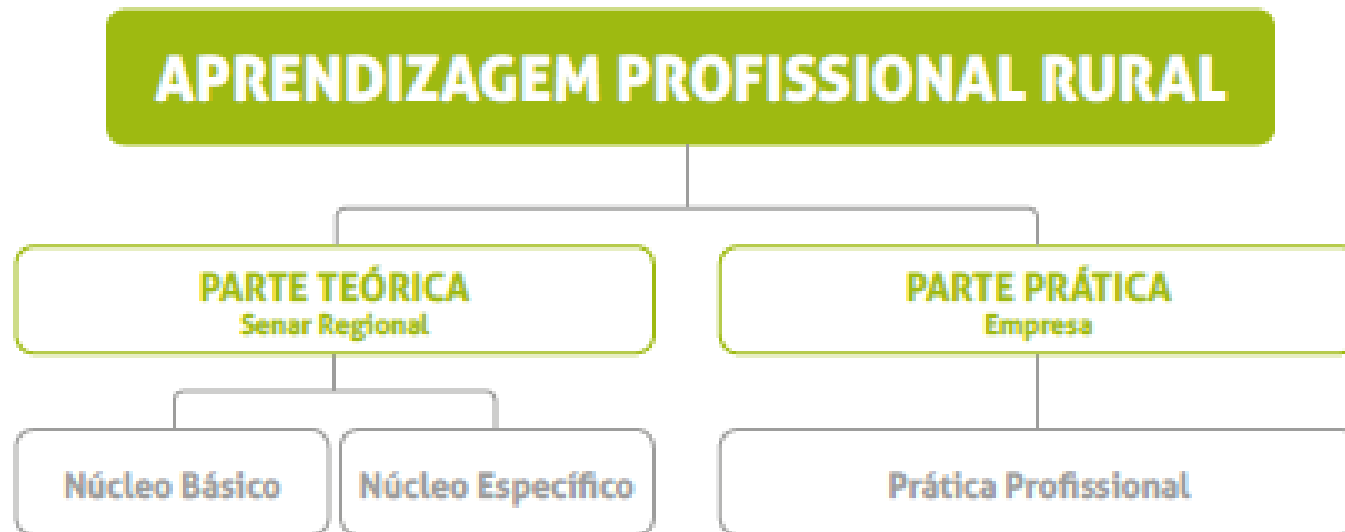 APRENDIZAGEM PROFISSIONAL RURAL
PARTE TEÓRICA
Senar Regional
PARTE PRÁTICA
Empresa
Núcleo Básico
Núcleo Específico
Prática Profissional